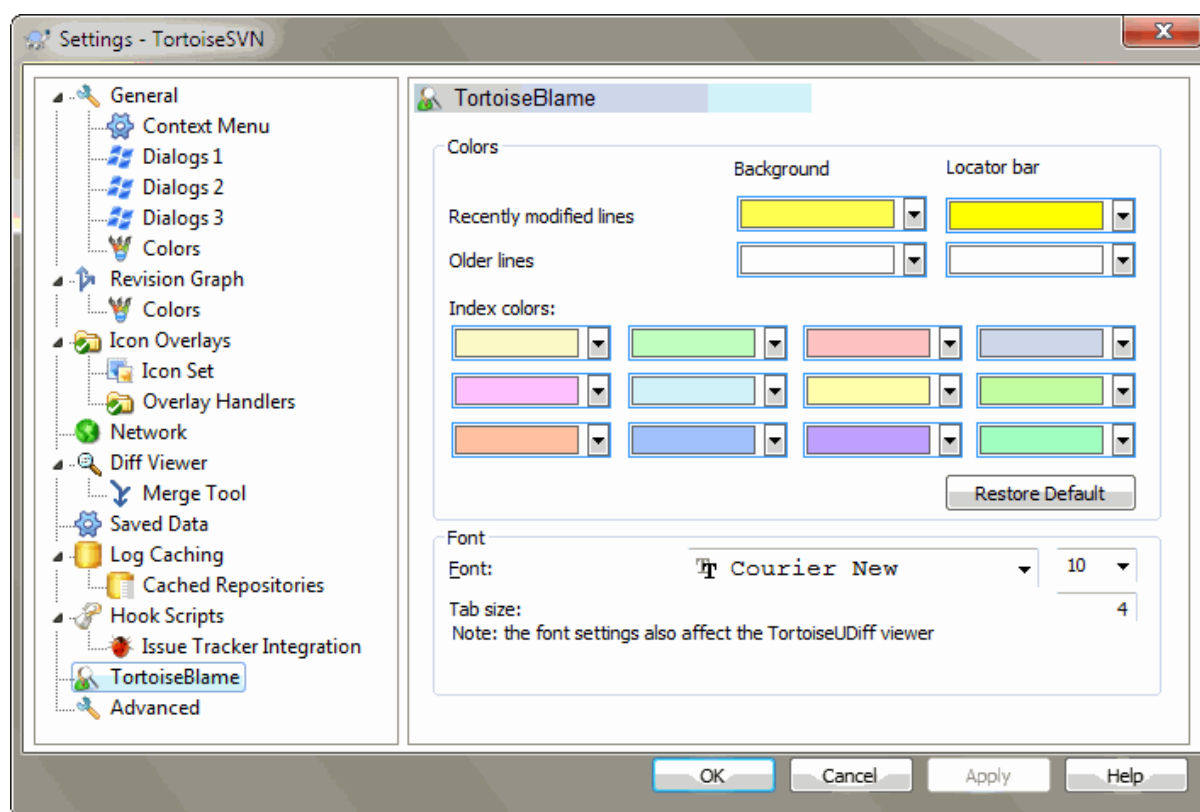 Settings - TortoiseSVN
General
Context Menu
Dialogs 1
Dialogs 2
Dialogs 3
Colors
Revision Graph
Colors
Icon Overlays
Icon Set
Overlay Handlers
Network
Diff Viewer
Merge Tool
Saved Data
Log Caching
Cached Repositories
Hook Scripts
Issue Tracker Integration
TortoiseBlame
Advanced
TortoiseBlame
Colors
Background Locator bar
Recently modified lines
Older lines
Index colors:
Restore Default
Font
Font: Courier New 10
Tab size: 4
Note: the font settings also affect the TortoiseUDiff viewer
OK Cancel Apply Help